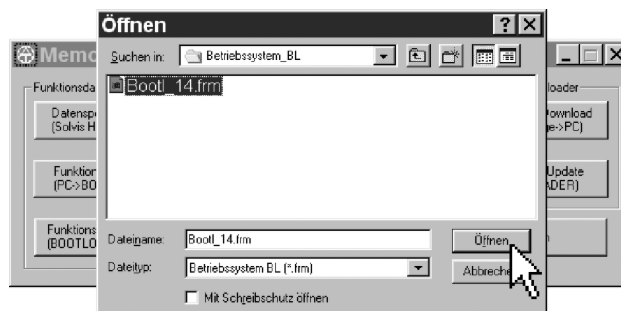 Öffnen
Memo
Suchen in: Betriebssystem_BL
Bootl_14.frm
Funktionsda
loader
Datenspe
(Solvis H
ownload
e->PC)
Funktion
(PC->BO
Update
ADER)
Funktions
(BOOTLO
Dateiname: Bootl_14.frm
Öffnen
Dateityp: Betriebssystem BL (*.frm)
Abbreche
Mit Schreibschutz öffnen